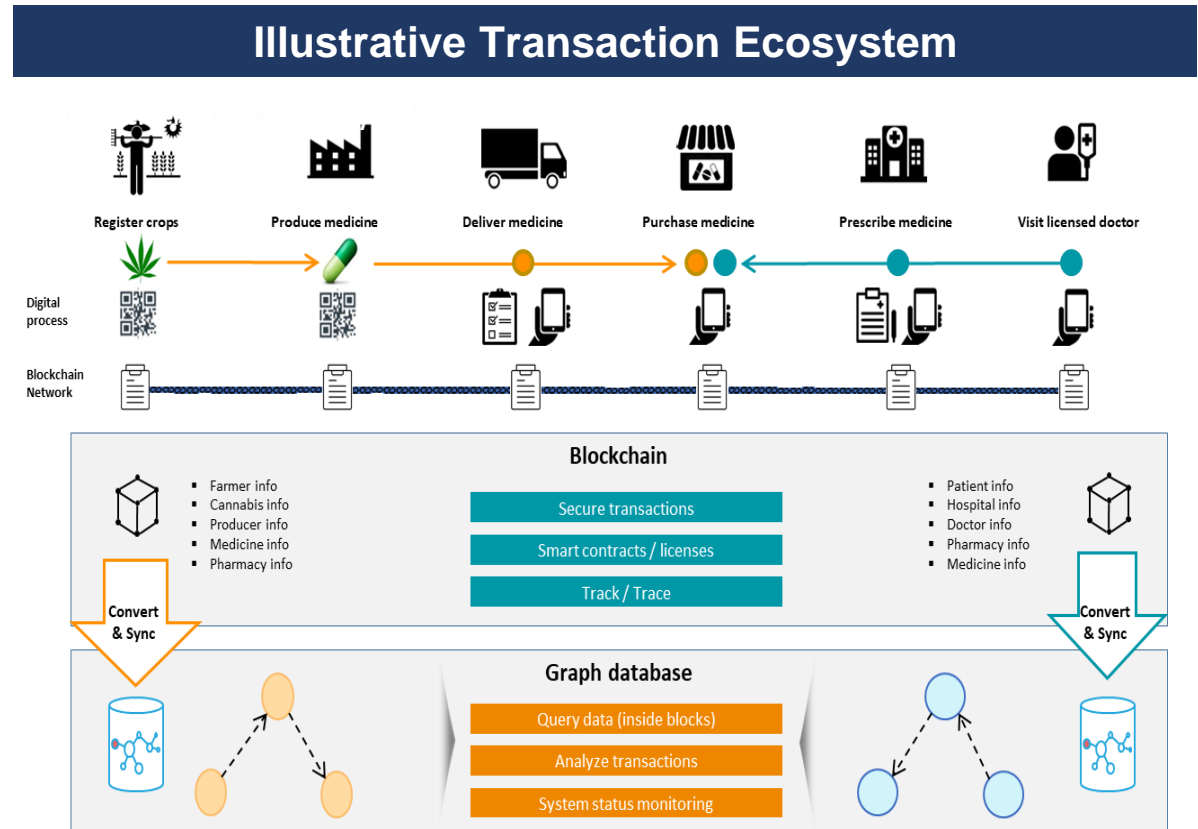 Illustrative Transaction Ecosystem
Register crops
Produce medicine
Deliver medicine
Purchase medicine
Prescribe medicine
Visit licensed doctor
Digital
process
Blockchain
Network
Blockchain
Farmer info
Cannabis info
Producer info
Medicine info
Pharmacy info
Secure transactions
Smart contracts / licenses
Track / Trace
Patient info
Hospital info
Doctor info
Pharmacy info
Medicine info
Convert
& Sync
Convert
& Sync
Graph database
Query data (inside blocks)
Analyze transactions
System status monitoring